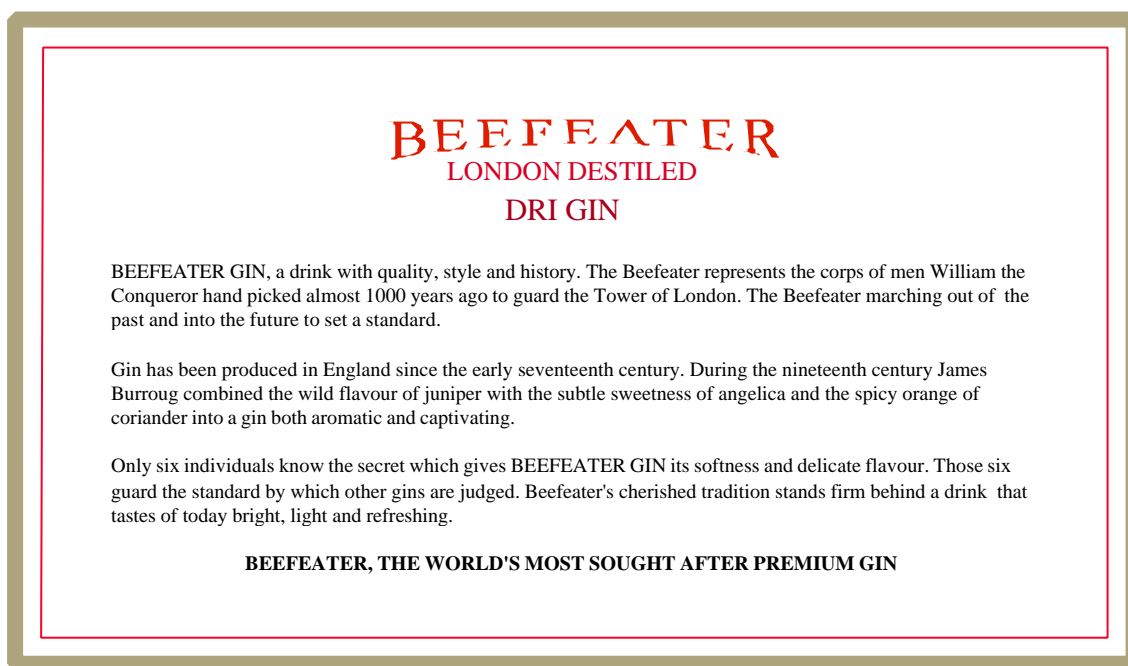 BEEFEATER
LONDON DESTILED
DRI GIN
BEEFEATER GIN, a drink with quality, style and history. The Beefeater represents the corps of men William the
Conqueror hand picked almost 1000 years ago to guard the Tower of London. The Beefeater marching out of the
past and into the future to set a standard.
Gin has been produced in England since the early seventeenth century. During the nineteenth century James
Burroug combined the wild flavour of juniper with the subtle sweetness of angelica and the spicy orange of
coriander into a gin both aromatic and captivating.
Only six individuals know the secret which gives BEEFEATER GIN its softness and delicate flavour. Those six
guard the standard by which other gins are judged. Beefeater's cherished tradition stands firm behind a drink that
tastes of today bright, light and refreshing.
BEEFEATER, THE WORLD'S MOST SOUGHT AFTER PREMIUM GIN